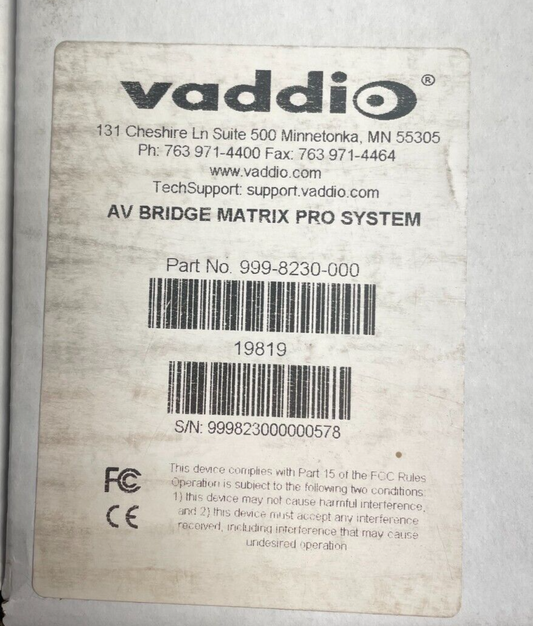 vaddio®
131 Cheshire Ln Suite 500 Minnetonka, MN 55305
Ph: 763 971-4400 Fax: 763 971-4464
www.vaddio.com
TechSupport: support.vaddio.com
AV BRIDGE MATRIX PRO SYSTEM
Part No. 999-8230-000
19819
S/N: 999823000000578
FC
CE
This device complies with Part 15 of the FCC Rules
Operation is subject to the following two conditions:
1) this device may not cause harmful interference,
and 2) this device must accept any interference
received, including interference that may cause
undesired operation